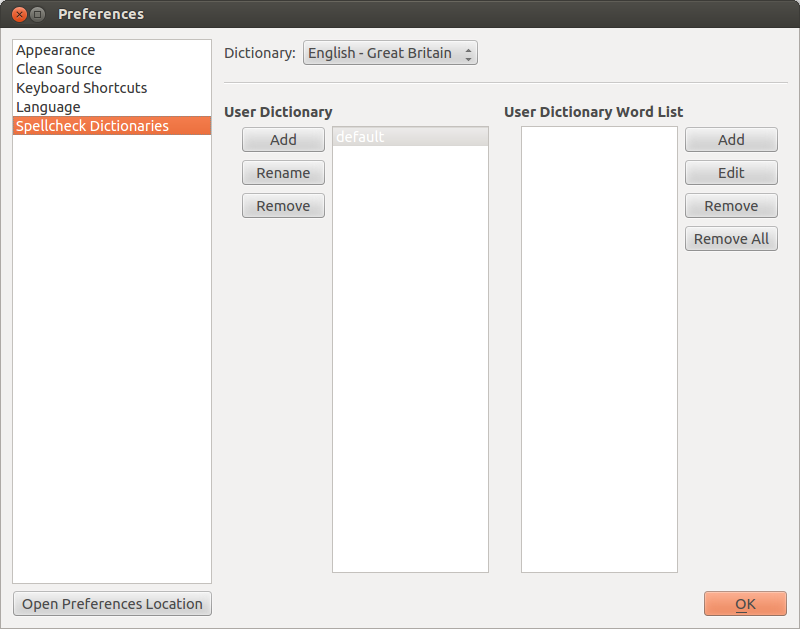 Preferences
Appearance
Clean Source
Keyboard Shortcuts
Language
Spellcheck Dictionaries
Open Preferences Location
Dictionary: English - Great Britain
User Dictionary
Add
Rename
Remove
default
User Dictionary Word List
Add
Edit
Remove
Remove All
OK